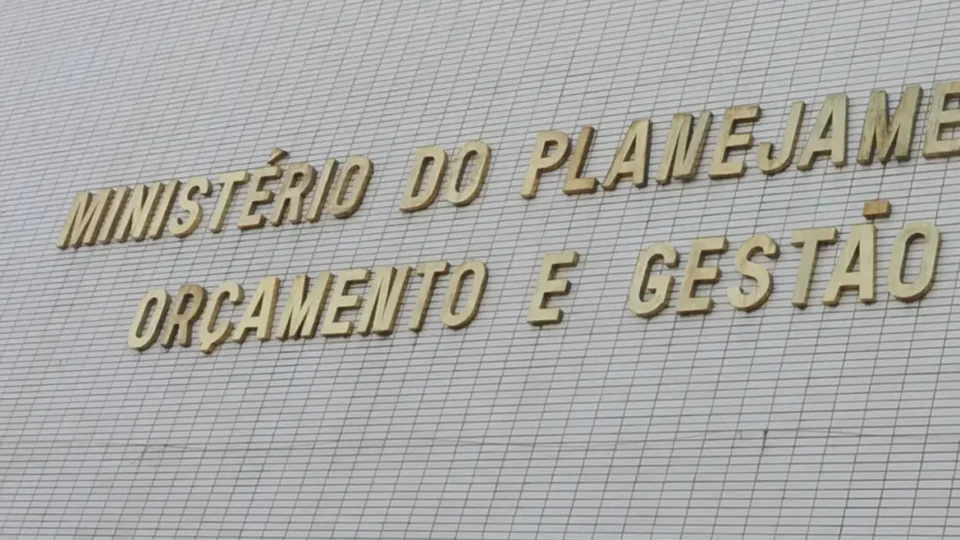 MINISTÉRIO DO PLANEJAME
ORÇAMENTO E GESTÃO